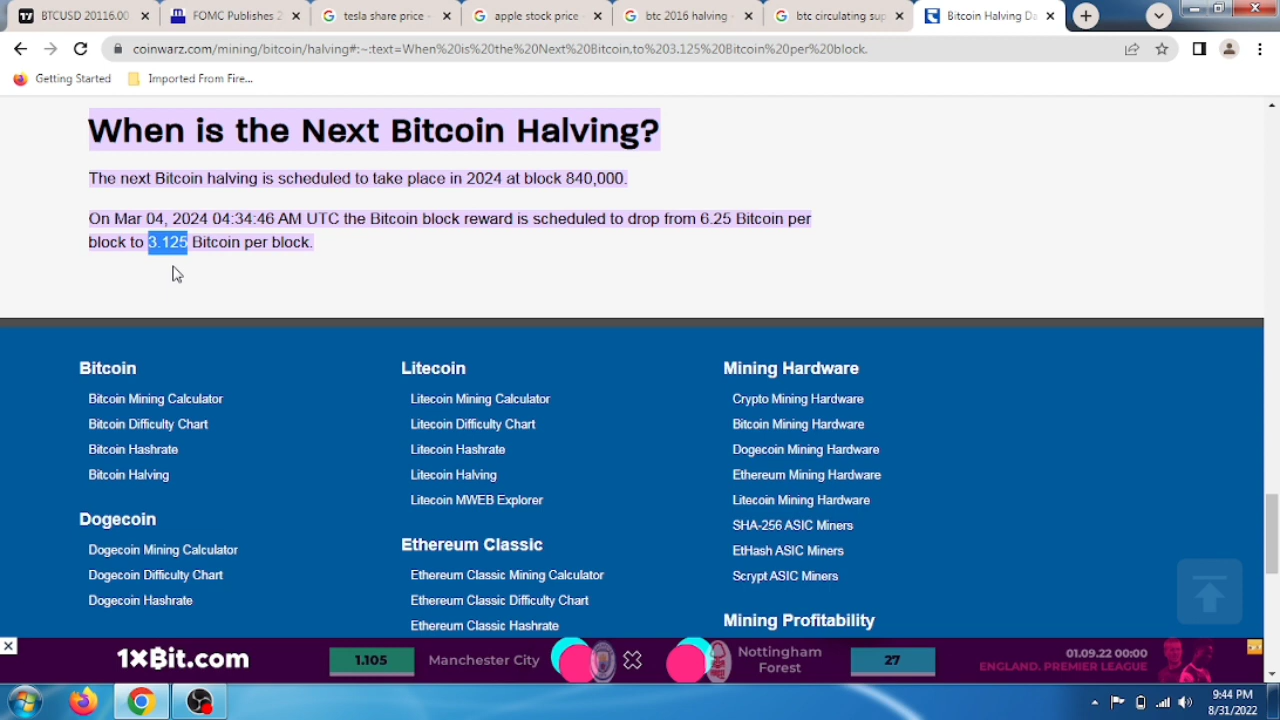 BTCUSD 20116.00
FOMC Publishes 2
tesla share price -
apple stock price -
btc 2016 halving -
btc circulating sup
Bitcoin Halving Da
coinwarz.com/mining/bitcoin/halving#:~:text=When%20is%20the%20Next%20Bitcoin,to%203.125%20Bitcoin%20per%20block.
Getting Started
Imported From Fire...
When is the Next Bitcoin Halving?
The next Bitcoin halving is scheduled to take place in 2024 at block 840,000.
On Mar 04, 2024 04:34:46 AM UTC the Bitcoin block reward is scheduled to drop from 6.25 Bitcoin per
block to 3.125 Bitcoin per block.
Bitcoin
Bitcoin Mining Calculator
Bitcoin Difficulty Chart
Bitcoin Hashrate
Bitcoin Halving
Dogecoin
Dogecoin Mining Calculator
Dogecoin Difficulty Chart
Dogecoin Hashrate
Litecoin
Litecoin Mining Calculator
Litecoin Difficulty Chart
Litecoin Hashrate
Litecoin Halving
Litecoin MWEB Explorer
Ethereum Classic
Ethereum Classic Mining Calculator
Ethereum Classic Difficulty Chart
Ethereum Classic Hashrate
Mining Hardware
Crypto Mining Hardware
Bitcoin Mining Hardware
Dogecoin Mining Hardware
Ethereum Mining Hardware
Litecoin Mining Hardware
SHA-256 ASIC Miners
EtHash ASIC Miners
Scrypt ASIC Miners
Mining Profitability
1xBit.com
1.105
Manchester City
Nottingham
Forest
27
01.09.22 00:00
ENGLAND. PREMIER LEAGUE
9:44 PM
8/31/2022